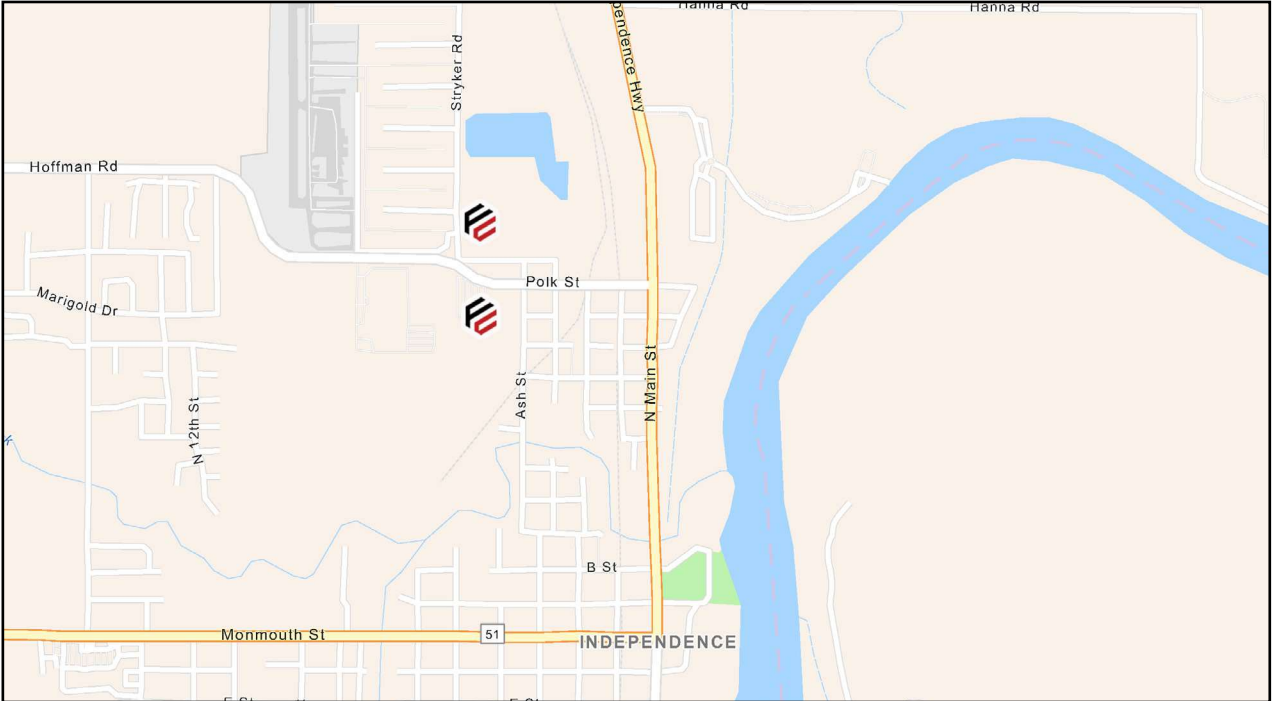 Hanna Rd
Hanna Rd
pendence Hwy
Stryker Rd
Hoffman Rd
Polk St
Marigold Dr
Ash St
N Main St
N 12th St
B St
Monmouth St
51
INDEPENDENCE